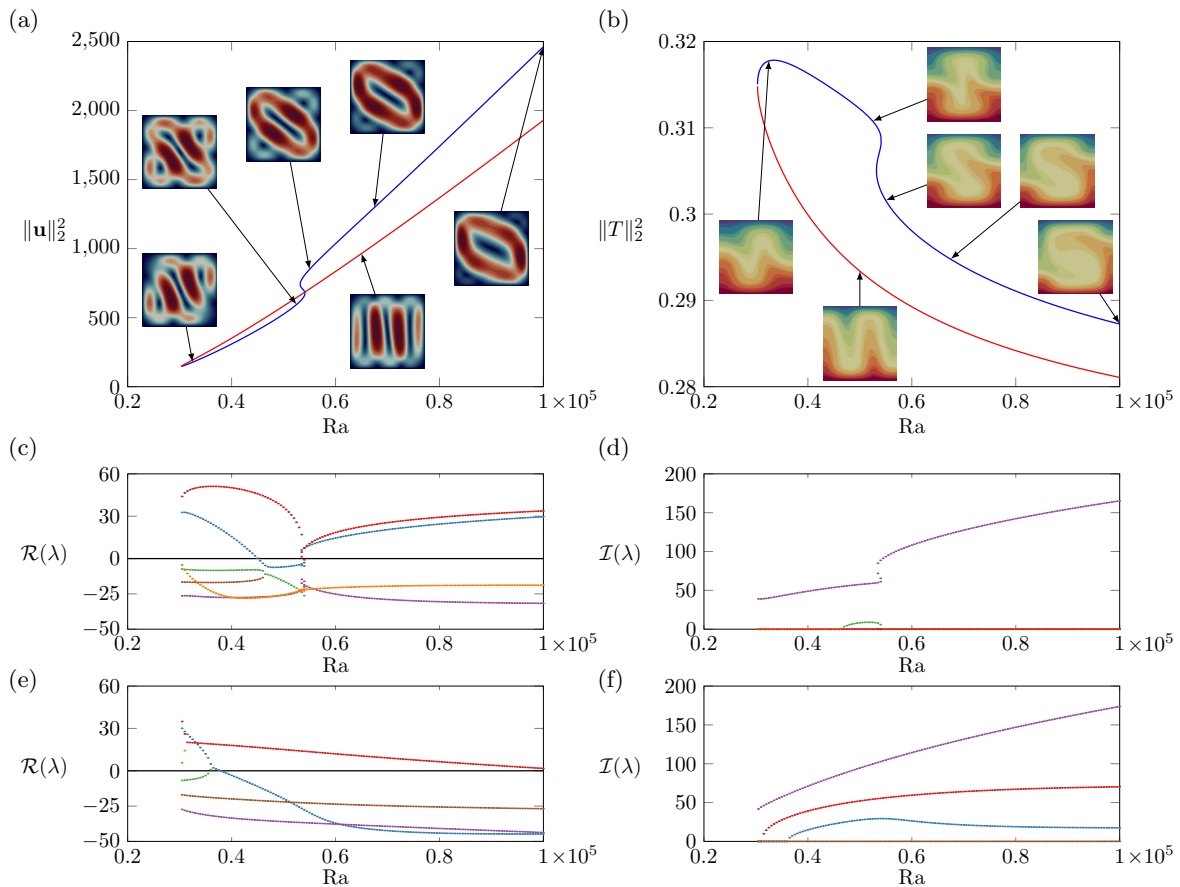 (a)
2,500
2,000
1,500
‖u‖₂²
1,000
500
0
0.2 0.4 0.6 0.8 1 ×10⁵
Ra
(b)
0.32
0.31
0.3
‖T‖₂²
0.29
0.28
0.2 0.4 0.6 0.8 1 ×10⁵
Ra
(c)
60
30
ℛ(λ)
0
−25
−50
0.2 0.4 0.6 0.8 1 ×10⁵
Ra
(d)
200
150
ℐ(λ)
100
50
0
0.2 0.4 0.6 0.8 1 ×10⁵
Ra
(e)
60
30
ℛ(λ)
0
−25
−50
0.2 0.4 0.6 0.8 1 ×10⁵
Ra
(f)
200
150
ℐ(λ)
100
50
0
0.2 0.4 0.6 0.8 1 ×10⁵
Ra